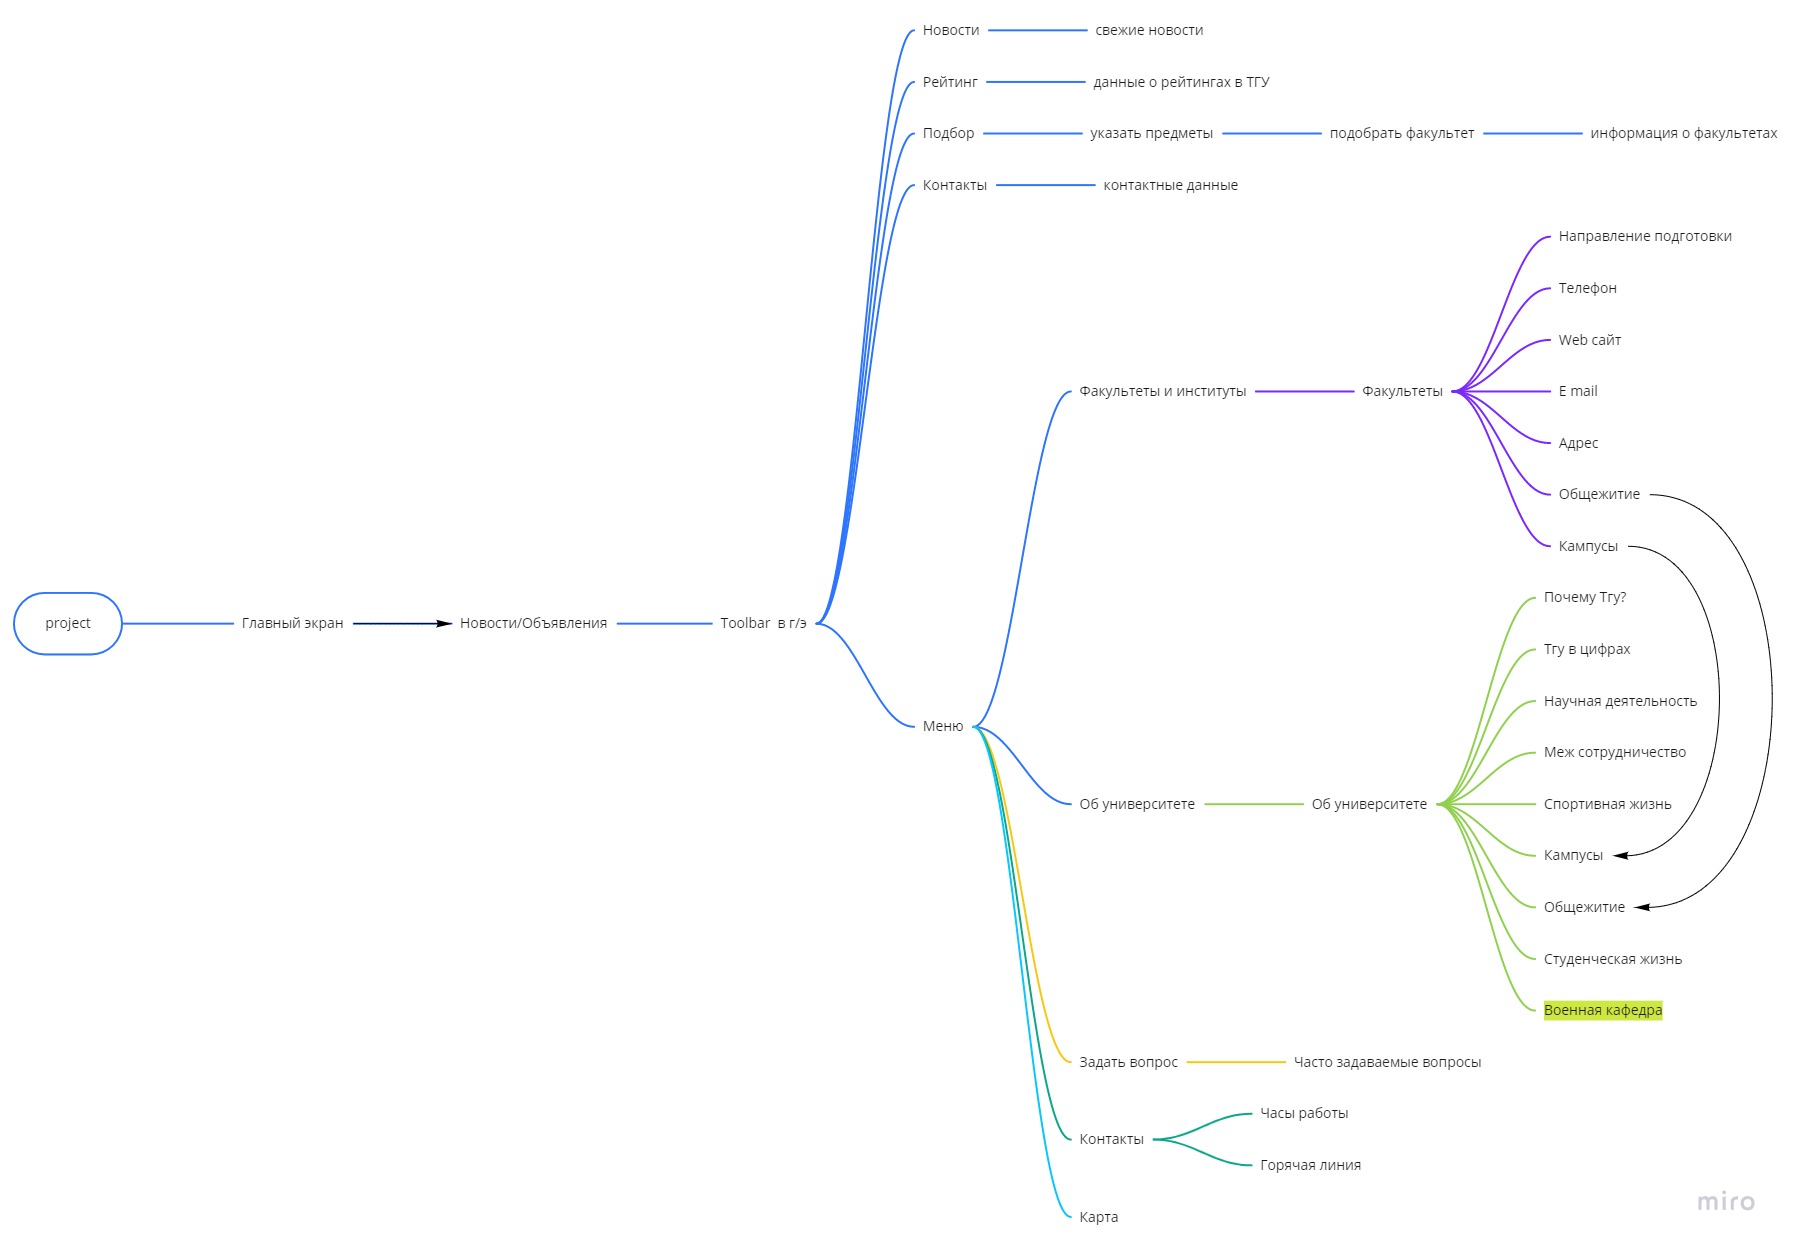 Новости
свежие новости
Рейтинг
данные о рейтингах в ТГУ
Подбор
указать предметы
подобрать факультет
информация о факультетах
Контакты
контактные данные
Направление подготовки
Телефон
Web сайт
Факультеты и институты
Факультеты
E mail
Адрес
Общежитие
Кампусы
Почему Тгу?
project
Главный экран
Новости/Объявления
Toolbar в г/э
Тгу в цифрах
Научная деятельность
Меню
Меж сотрудничество
Об университете
Об университете
Спортивная жизнь
Кампусы
Общежитие
Студенческая жизнь
Военная кафедра
Задать вопрос
Часто задаваемые вопросы
Часы работы
Контакты
Горячая линия
Карта
miro